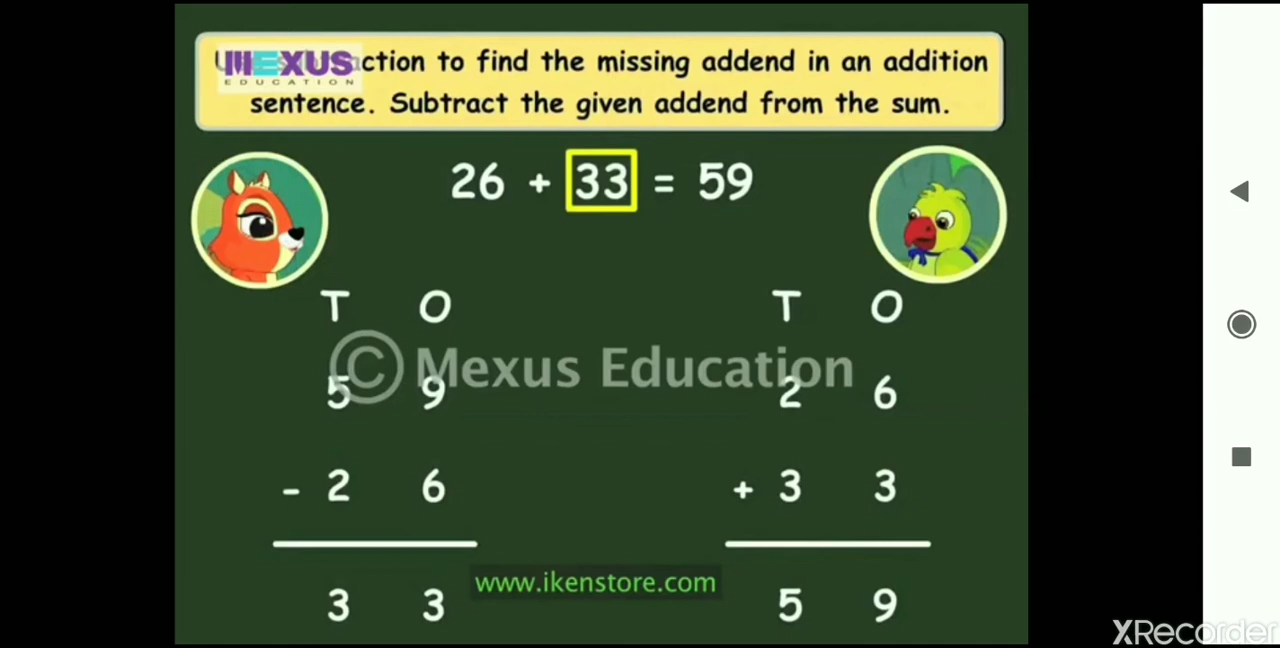 MEXUS
EDUCATION
ction to find the missing addend in an addition
sentence. Subtract the given addend from the sum.
26 + 33 = 59
T O T O
© Mexus Education
5 9 2 6
- 2 6 + 3 3
www.ikenstore.com
3 3 5 9
XRecorder